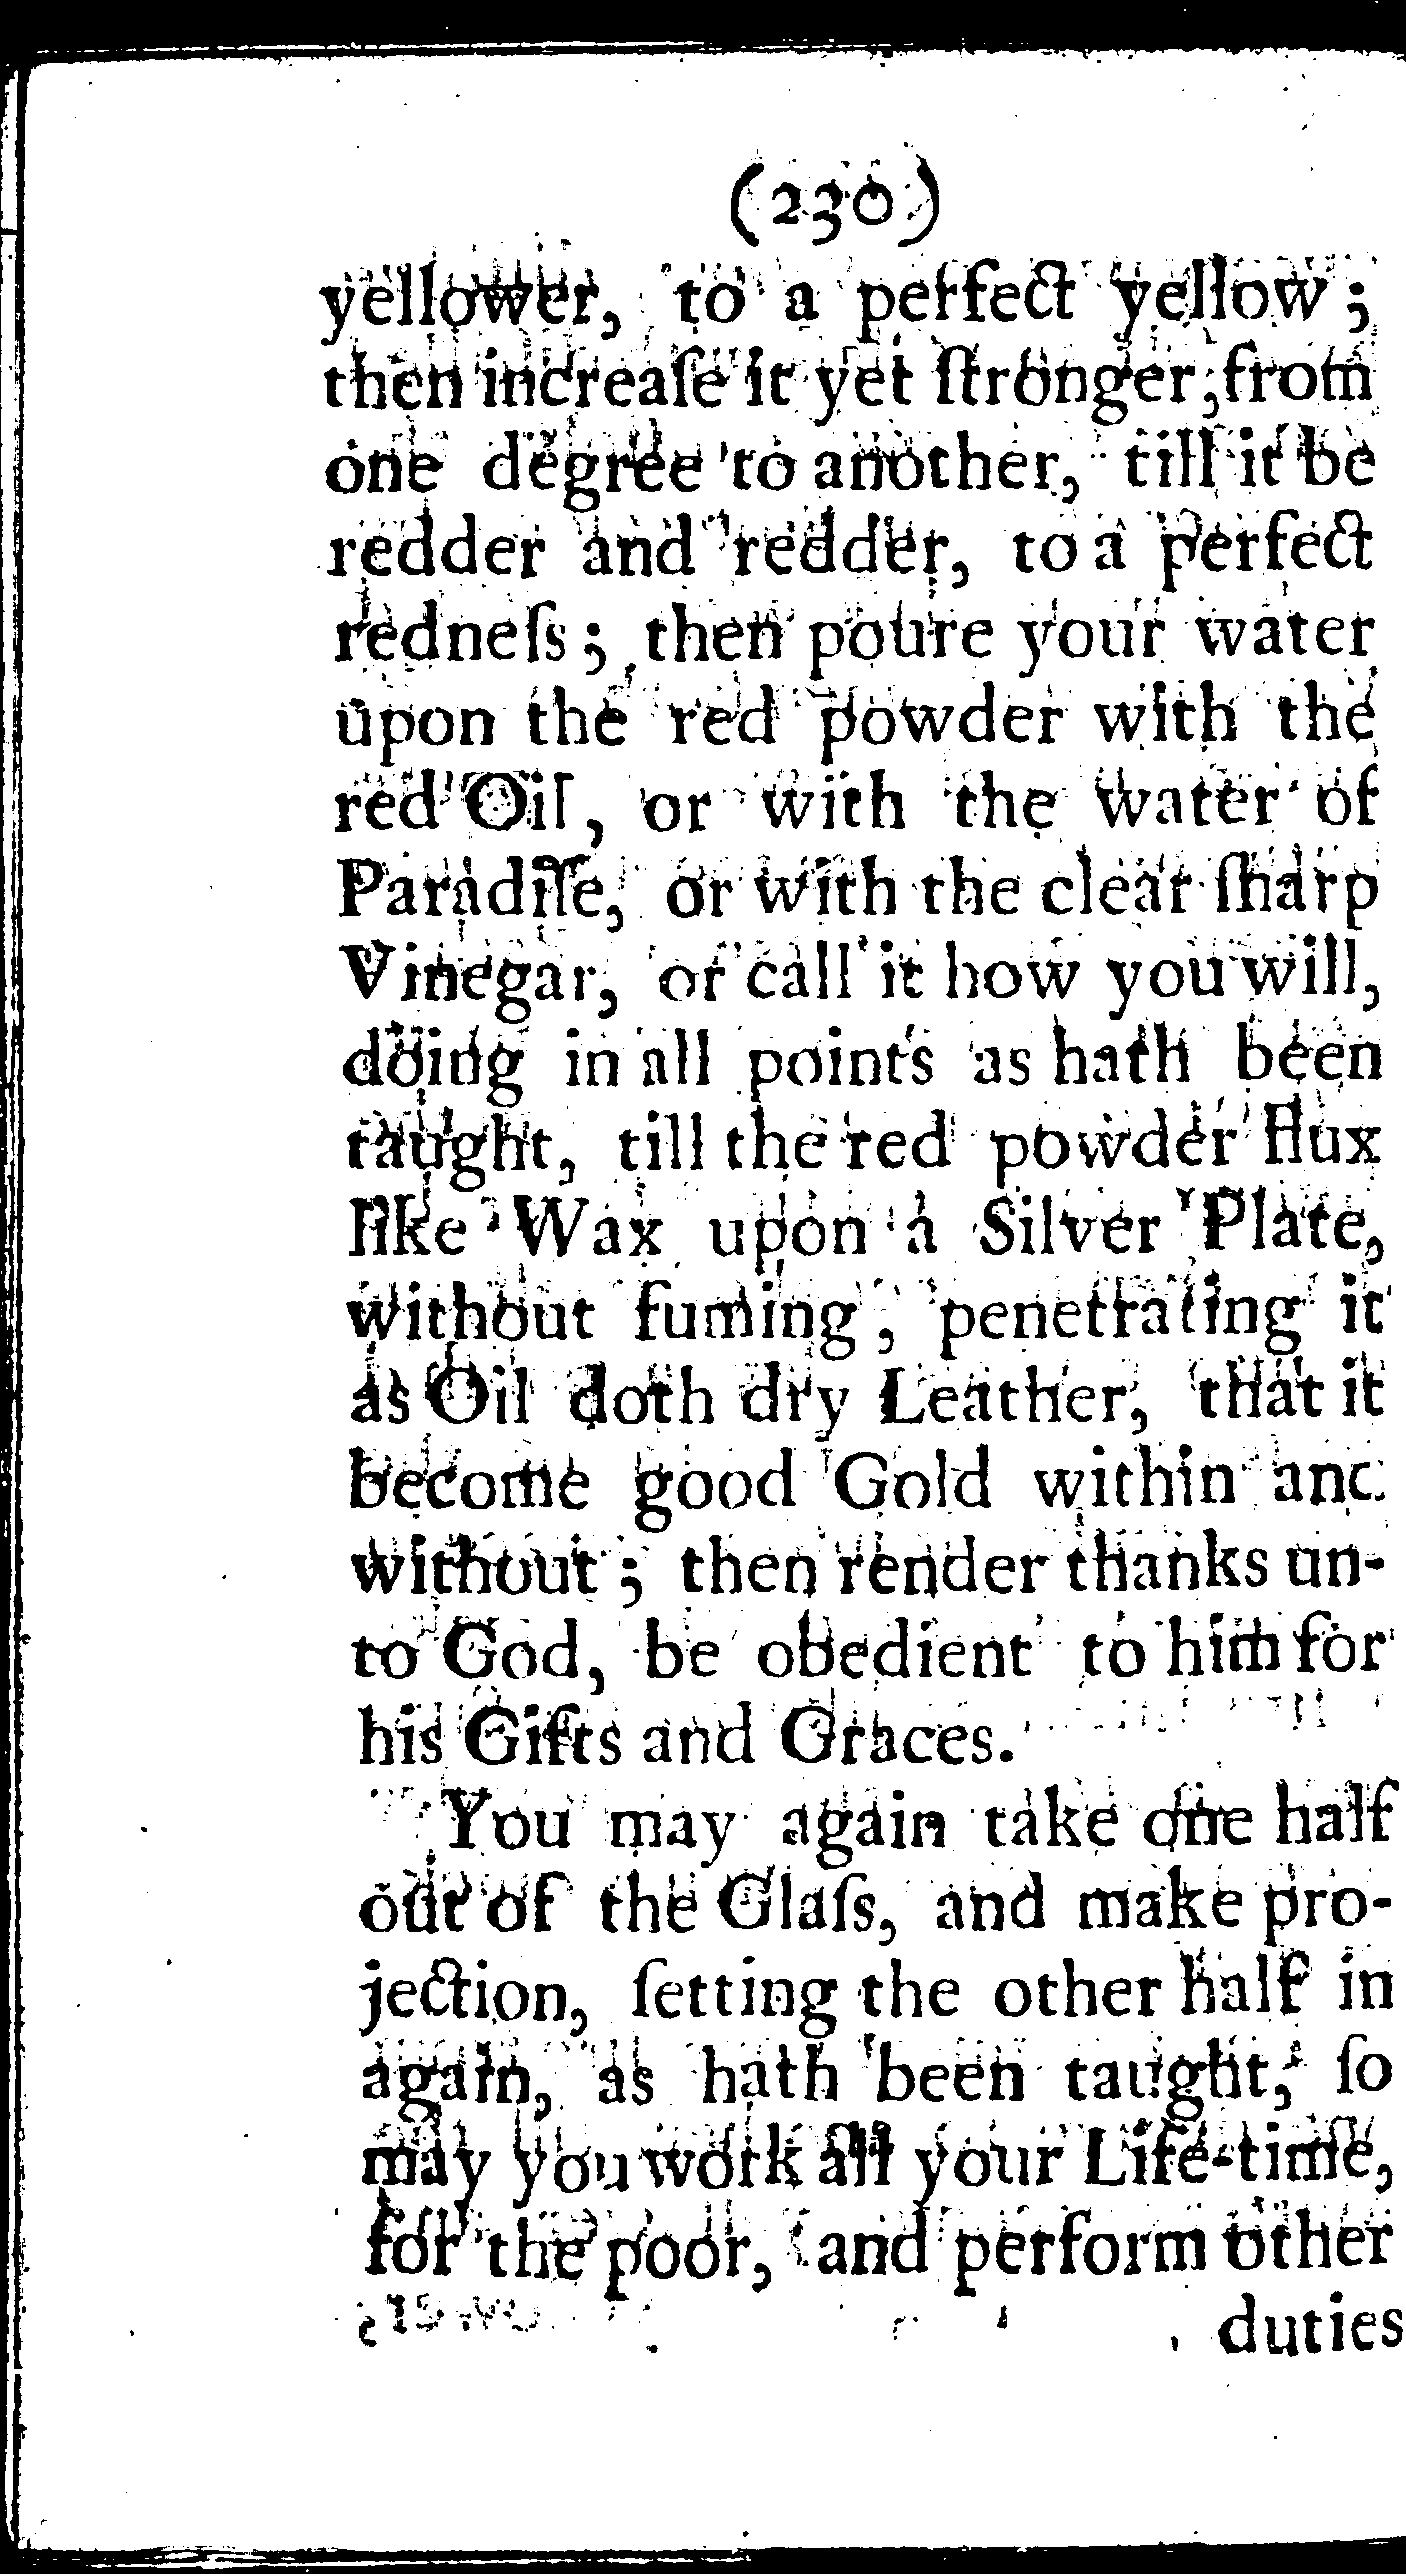 (230)
yellower, to a perfect yellow;
then increaſe it yet ſtronger, from
one degree to another, till it be
redder and redder, to a perfect
redneſs; then poure your water
upon the red powder with the
red Oil, or with the water of
Paradiſe, or with the clear ſharp
Vinegar, or call it how you will,
doing in all points as hath been
taught, till the red powder flux
like Wax upon a Silver Plate,
without fuming, penetrating it
as Oil doth dry Leather, that it
become good Gold within and
without; then render thanks un-
to God, be obedient to him for
his Gifts and Graces.
You may again take one half
out of the Glaſs, and make pro-
jection, ſetting the other half in
again, as hath been taught, ſo
may you work all your Life-time,
for the poor, and perform other
duties